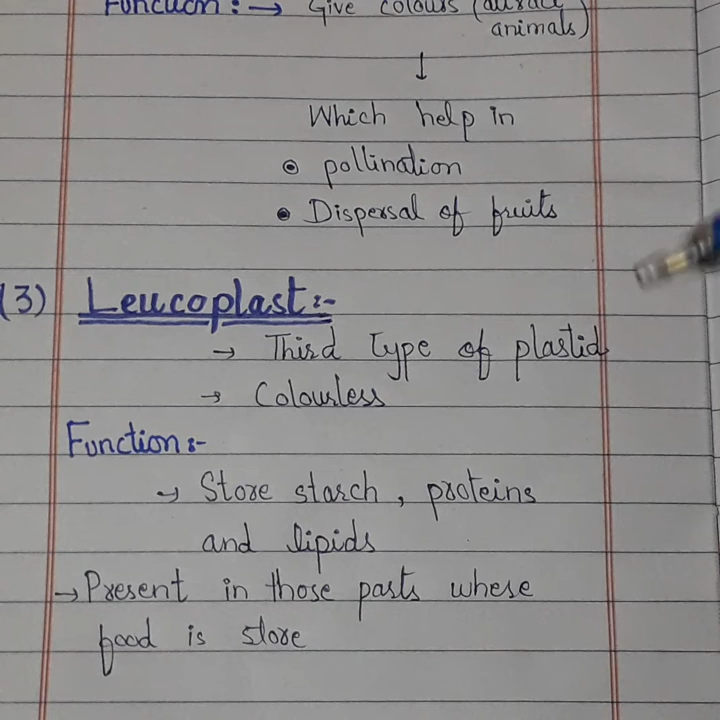 Function :→ Give colours (attract
animals)
↓
Which help in
pollination
Dispersal of fruits
(3) Leucoplast:-
→ Third type of plastid
→ Colourless
Function:-
→ Store starch, proteins
and lipids
→ Present in those parts where
food is store